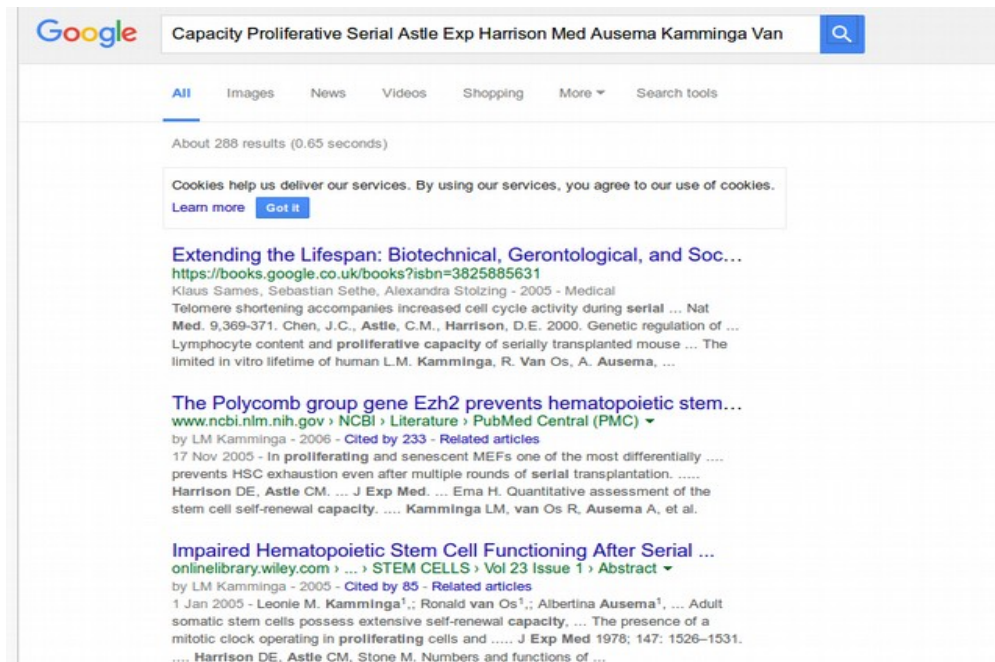 Google
Capacity Proliferative Serial Astle Exp Harrison Med Ausema Kamminga Van
All Images News Videos Shopping More Search tools
About 288 results (0.65 seconds)
Cookies help us deliver our services. By using our services, you agree to our use of cookies.
Learn more Got it
Extending the Lifespan: Biotechnical, Gerontological, and Soc...
https://books.google.co.uk/books?isbn=3825885631
Klaus Sames, Sebastian Sethe, Alexandra Stolzing - 2005 - Medical
Telomere shortening accompanies increased cell cycle activity during serial ... Nat
Med. 9,369-371. Chen, J.C., Astle, C.M., Harrison, D.E. 2000. Genetic regulation of ...
Lymphocyte content and proliferative capacity of serially transplanted mouse ... The
limited in vitro lifetime of human L.M. Kamminga, R. Van Os, A. Ausema, ...
The Polycomb group gene Ezh2 prevents hematopoietic stem...
www.ncbi.nlm.nih.gov › NCBI › Literature › PubMed Central (PMC)
by LM Kamminga - 2006 - Cited by 233 - Related articles
17 Nov 2005 - In proliferating and senescent MEFs one of the most differentially ....
prevents HSC exhaustion even after multiple rounds of serial transplantation. .....
Harrison DE, Astle CM. ... J Exp Med. ... Ema H. Quantitative assessment of the
stem cell self-renewal capacity. .... Kamminga LM, van Os R, Ausema A, et al.
Impaired Hematopoietic Stem Cell Functioning After Serial ...
onlinelibrary.wiley.com › ... › STEM CELLS › Vol 23 Issue 1 › Abstract
by LM Kamminga - 2005 - Cited by 85 - Related articles
1 Jan 2005 - Leonie M. Kamminga¹,; Ronald van Os¹,; Albertina Ausema¹, ... Adult
somatic stem cells possess extensive self-renewal capacity, ... The presence of a
mitotic clock operating in proliferating cells and ..... J Exp Med 1978; 147: 1526–1531.
.... Harrison DE, Astle CM, Stone M. Numbers and functions of ...